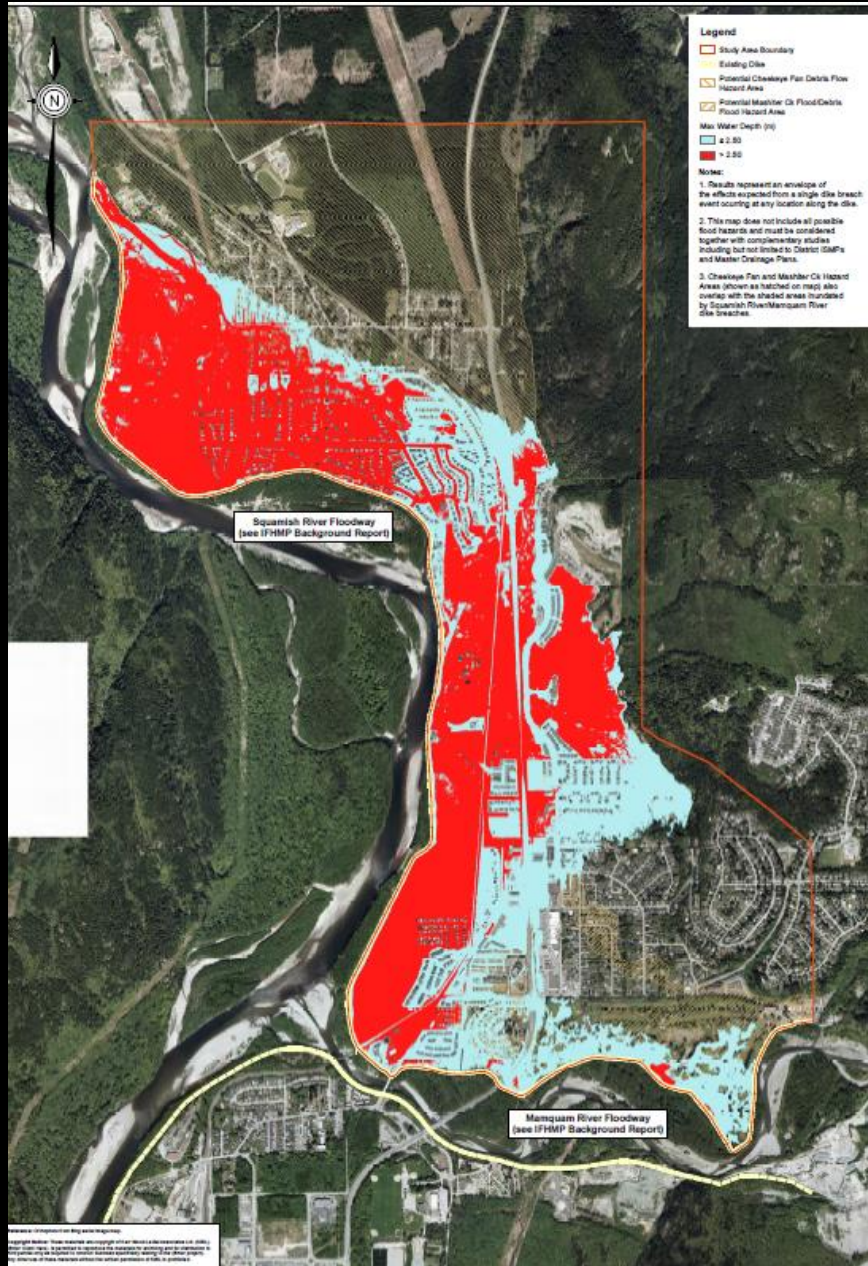 Legend
Study Area Boundary
Existing Dike
Potential Cheekeye Fan Debris Flow
Hazard Area
Potential Mashiter Ck Flood/Debris
Flood Hazard Area
Max Water Depth (m)
≤ 2.50
> 2.50
Notes:
1. Results represent an envelope of
the effects expected from a single dike breach
event ocurring at any location along the dike.
2. This map does not include all possible
flood hazards and must be considered
together with complementary studies
including but not limited to District ISMPs
and Master Drainage Plans.
3. Cheekeye Fan and Mashiter Ck Hazard
Areas (shown as hatched on map) also
overlap with the shaded areas inundated
by Squamish River/Mamquam River
dike breaches.
N
Squamish River Floodway
(see IFHMP Background Report)
Mamquam River Floodway
(see IFHMP Background Report)